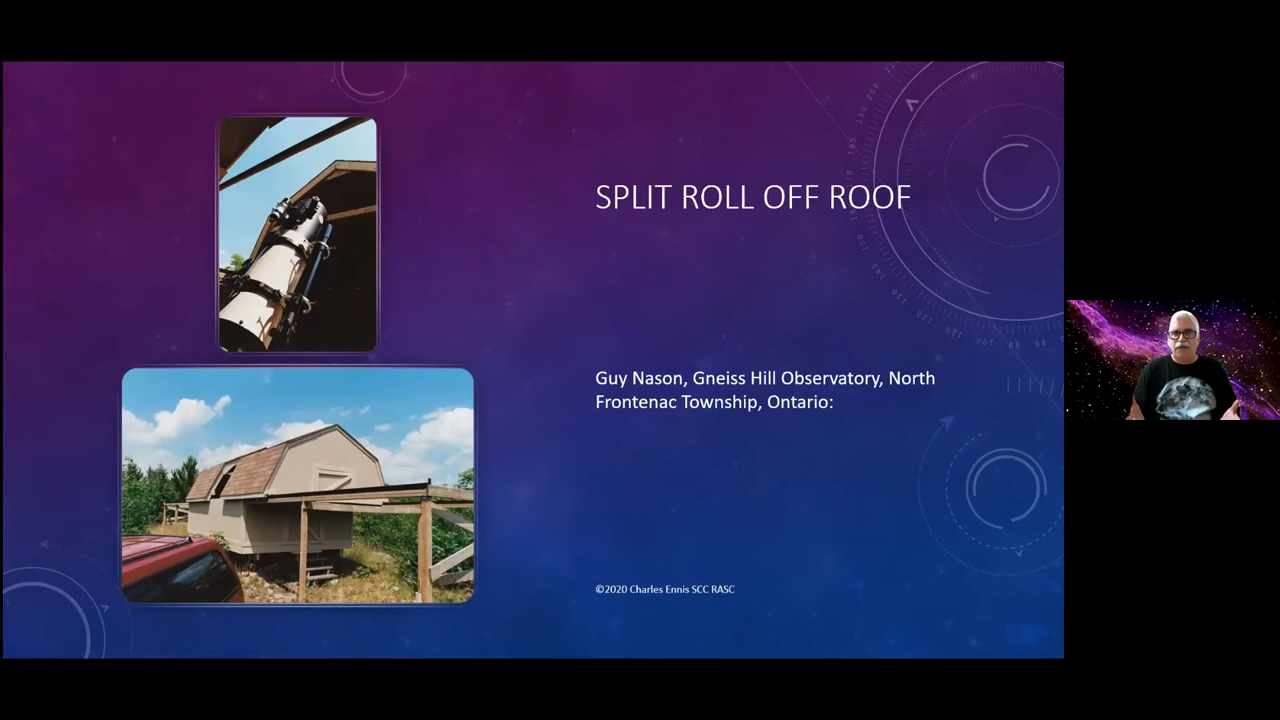 SPLIT ROLL OFF ROOF
Guy Nason, Gneiss Hill Observatory, North
Frontenac Township, Ontario:
©2020 Charles Ennis SCC RASC